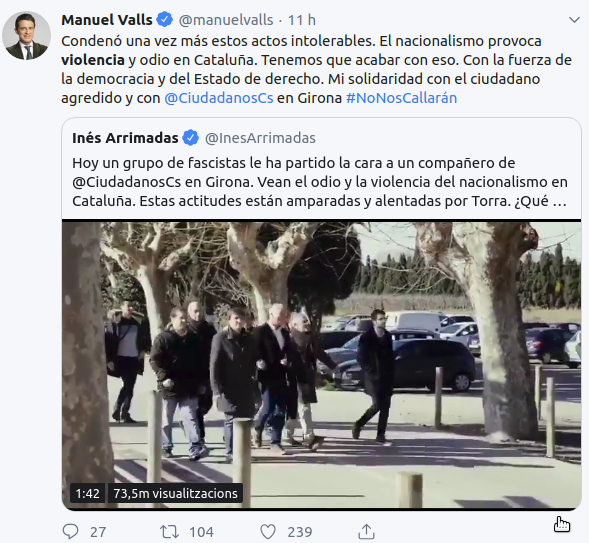 Manuel Valls @manuelvalls · 11 h
Condenó una vez más estos actos intolerables. El nacionalismo provoca
violencia y odio en Cataluña. Tenemos que acabar con eso. Con la fuerza de
la democracia y del Estado de derecho. Mi solidaridad con el ciudadano
agredido y con @CiudadanosCs en Girona #NoNosCallarán
Inés Arrimadas @InesArrimadas
Hoy un grupo de fascistas le ha partido la cara a un compañero de
@CiudadanosCs en Girona. Vean el odio y la violencia del nacionalismo en
Cataluña. Estas actitudes están amparadas y alentadas por Torra. ¿Qué …
1:42 73,5m visualitzacions
27 104 239